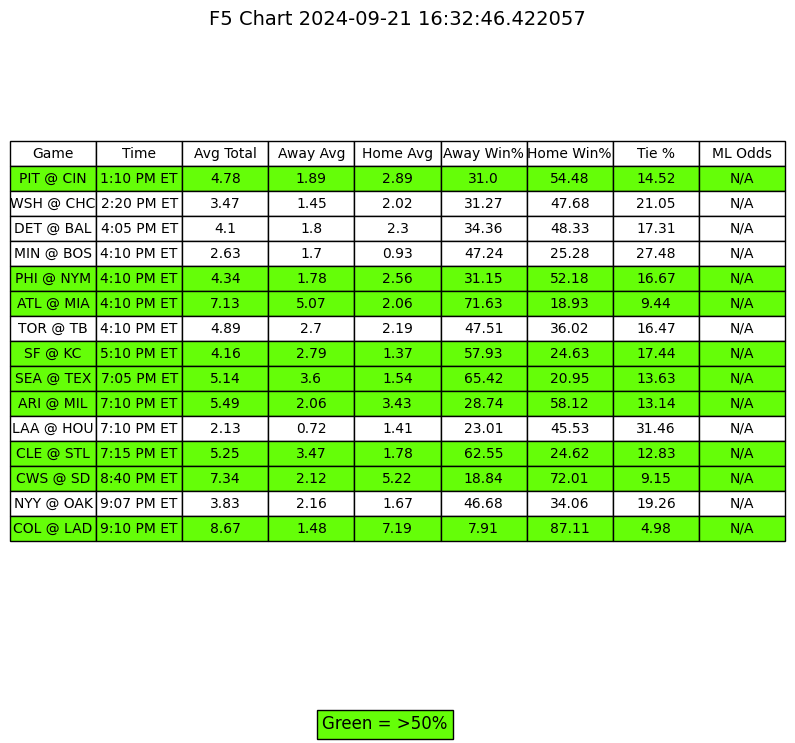 F5 Chart 2024-09-21 16:32:46.422057
Game Time Avg Total Away Avg Home Avg Away Win% Home Win% Tie % ML Odds
PIT @ CIN 1:10 PM ET 4.78 1.89 2.89 31.0 54.48 14.52 N/A
WSH @ CHC 2:20 PM ET 3.47 1.45 2.02 31.27 47.68 21.05 N/A
DET @ BAL 4:05 PM ET 4.1 1.8 2.3 34.36 48.33 17.31 N/A
MIN @ BOS 4:10 PM ET 2.63 1.7 0.93 47.24 25.28 27.48 N/A
PHI @ NYM 4:10 PM ET 4.34 1.78 2.56 31.15 52.18 16.67 N/A
ATL @ MIA 4:10 PM ET 7.13 5.07 2.06 71.63 18.93 9.44 N/A
TOR @ TB 4:10 PM ET 4.89 2.7 2.19 47.51 36.02 16.47 N/A
SF @ KC 5:10 PM ET 4.16 2.79 1.37 57.93 24.63 17.44 N/A
SEA @ TEX 7:05 PM ET 5.14 3.6 1.54 65.42 20.95 13.63 N/A
ARI @ MIL 7:10 PM ET 5.49 2.06 3.43 28.74 58.12 13.14 N/A
LAA @ HOU 7:10 PM ET 2.13 0.72 1.41 23.01 45.53 31.46 N/A
CLE @ STL 7:15 PM ET 5.25 3.47 1.78 62.55 24.62 12.83 N/A
CWS @ SD 8:40 PM ET 7.34 2.12 5.22 18.84 72.01 9.15 N/A
NYY @ OAK 9:07 PM ET 3.83 2.16 1.67 46.68 34.06 19.26 N/A
COL @ LAD 9:10 PM ET 8.67 1.48 7.19 7.91 87.11 4.98 N/A
Green = >50%